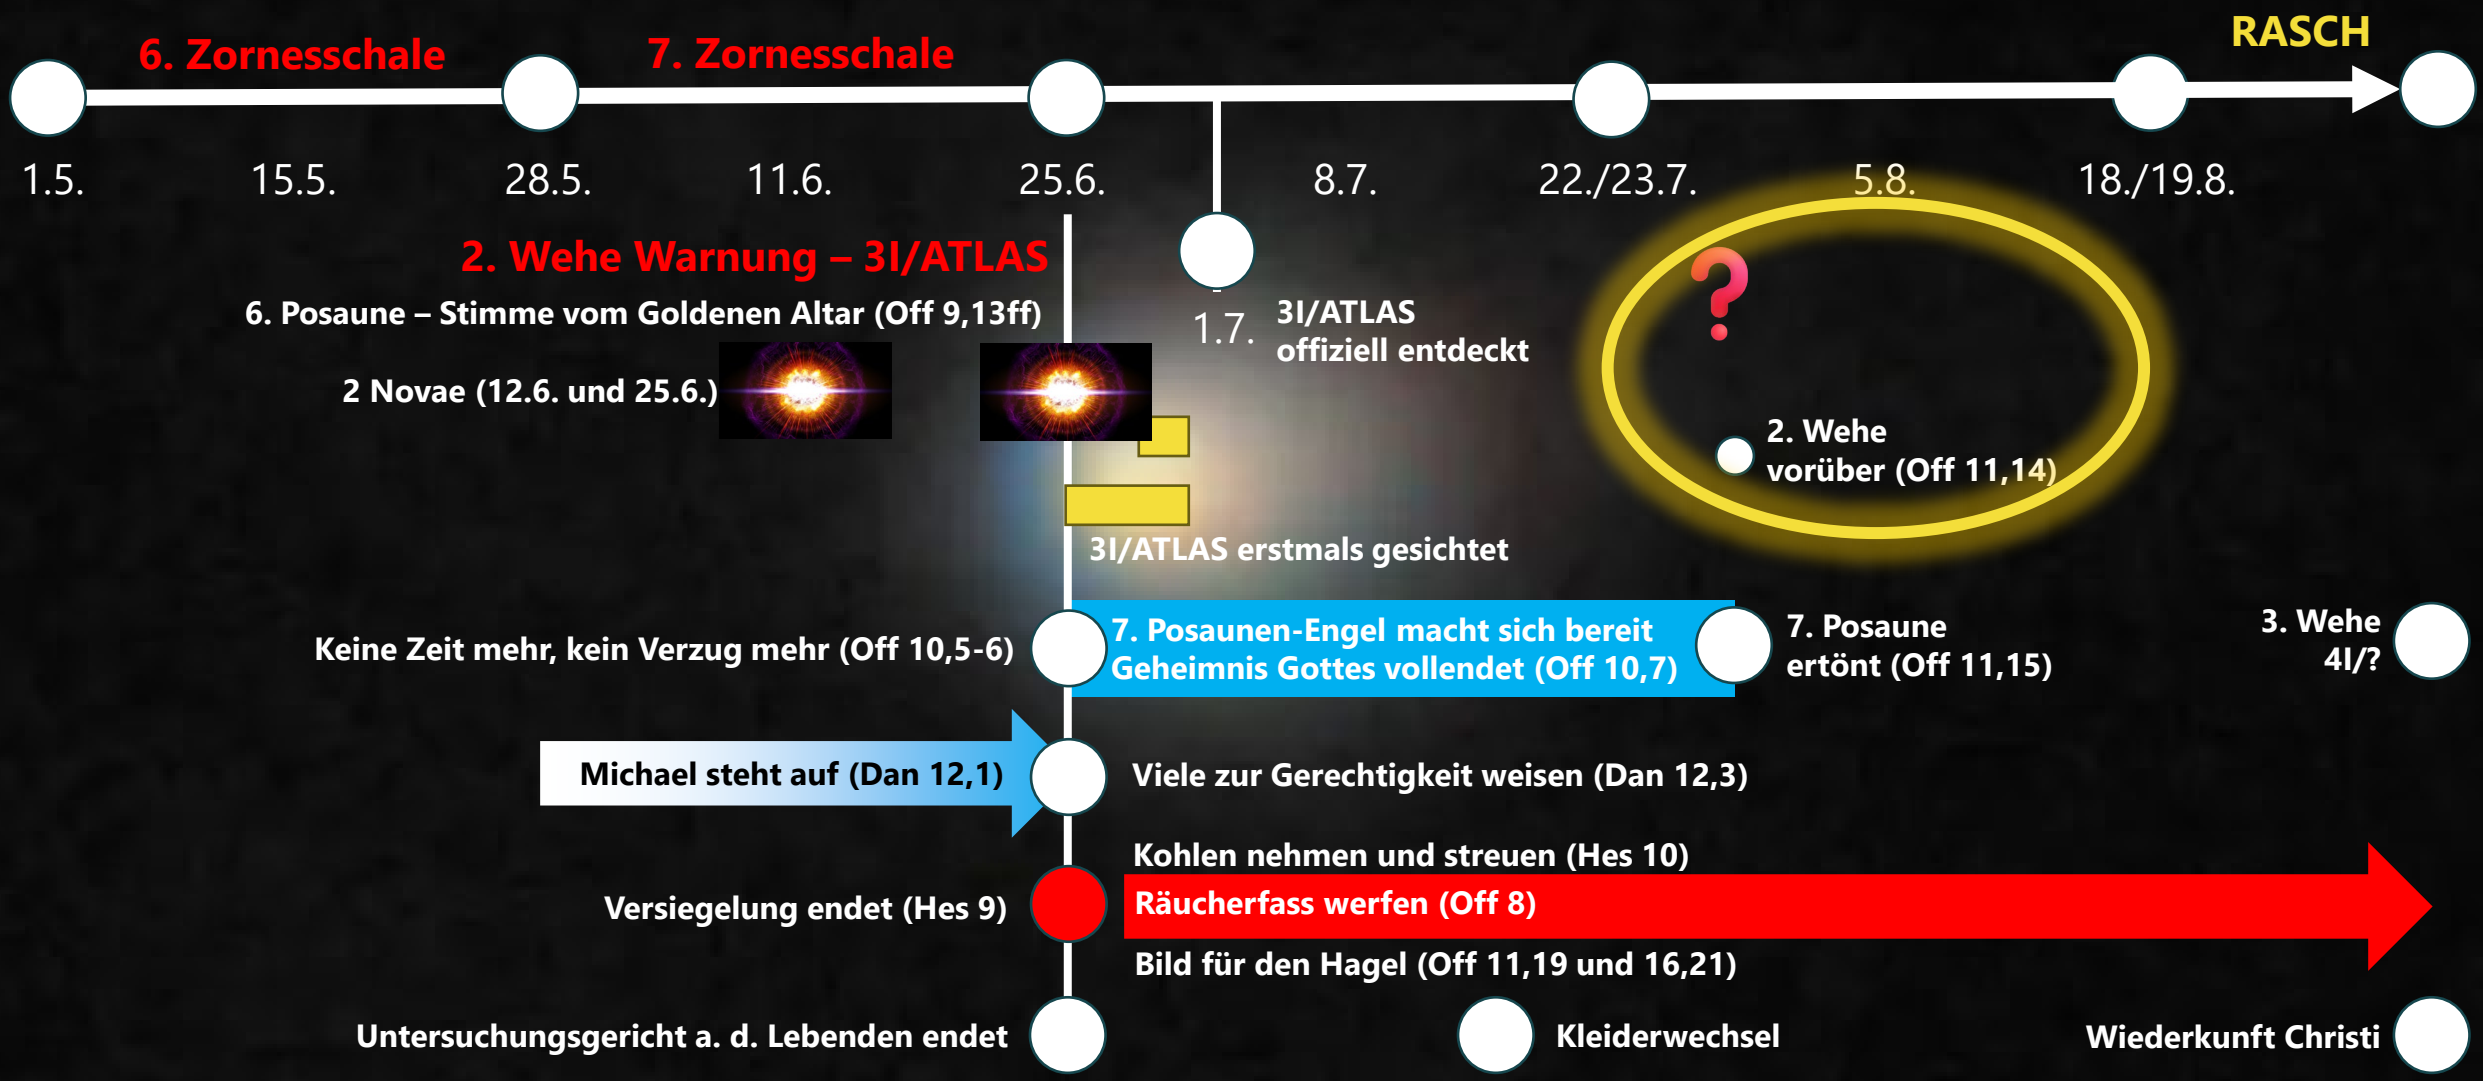 RASCH
6. Zornesschale
7. Zornesschale
1.5.
15.5.
28.5.
11.6.
25.6.
8.7.
22./23.7.
5.8.
18./19.8.
2. Wehe Warnung – 3I/ATLAS
6. Posaune – Stimme vom Goldenen Altar (Off 9,13ff)
2 Novae (12.6. und 25.6.)
1.7.
3I/ATLAS
offiziell entdeckt
?
2. Wehe
vorüber (Off 11,14)
3I/ATLAS erstmals gesichtet
Keine Zeit mehr, kein Verzug mehr (Off 10,5-6)
7. Posaunen-Engel macht sich bereit
Geheimnis Gottes vollendet (Off 10,7)
7. Posaune
ertönt (Off 11,15)
3. Wehe
4I/?
Michael steht auf (Dan 12,1)
Viele zur Gerechtigkeit weisen (Dan 12,3)
Kohlen nehmen und streuen (Hes 10)
Versiegelung endet (Hes 9)
Räucherfass werfen (Off 8)
Bild für den Hagel (Off 11,19 und 16,21)
Untersuchungsgericht a. d. Lebenden endet
Kleiderwechsel
Wiederkunft Christi